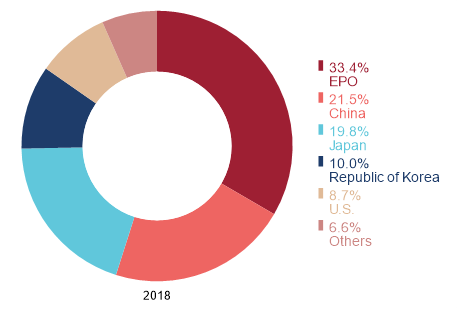 33.4%
EPO
21.5%
China
19.8%
Japan
10.0%
Republic of Korea
8.7%
U.S.
6.6%
Others
2018